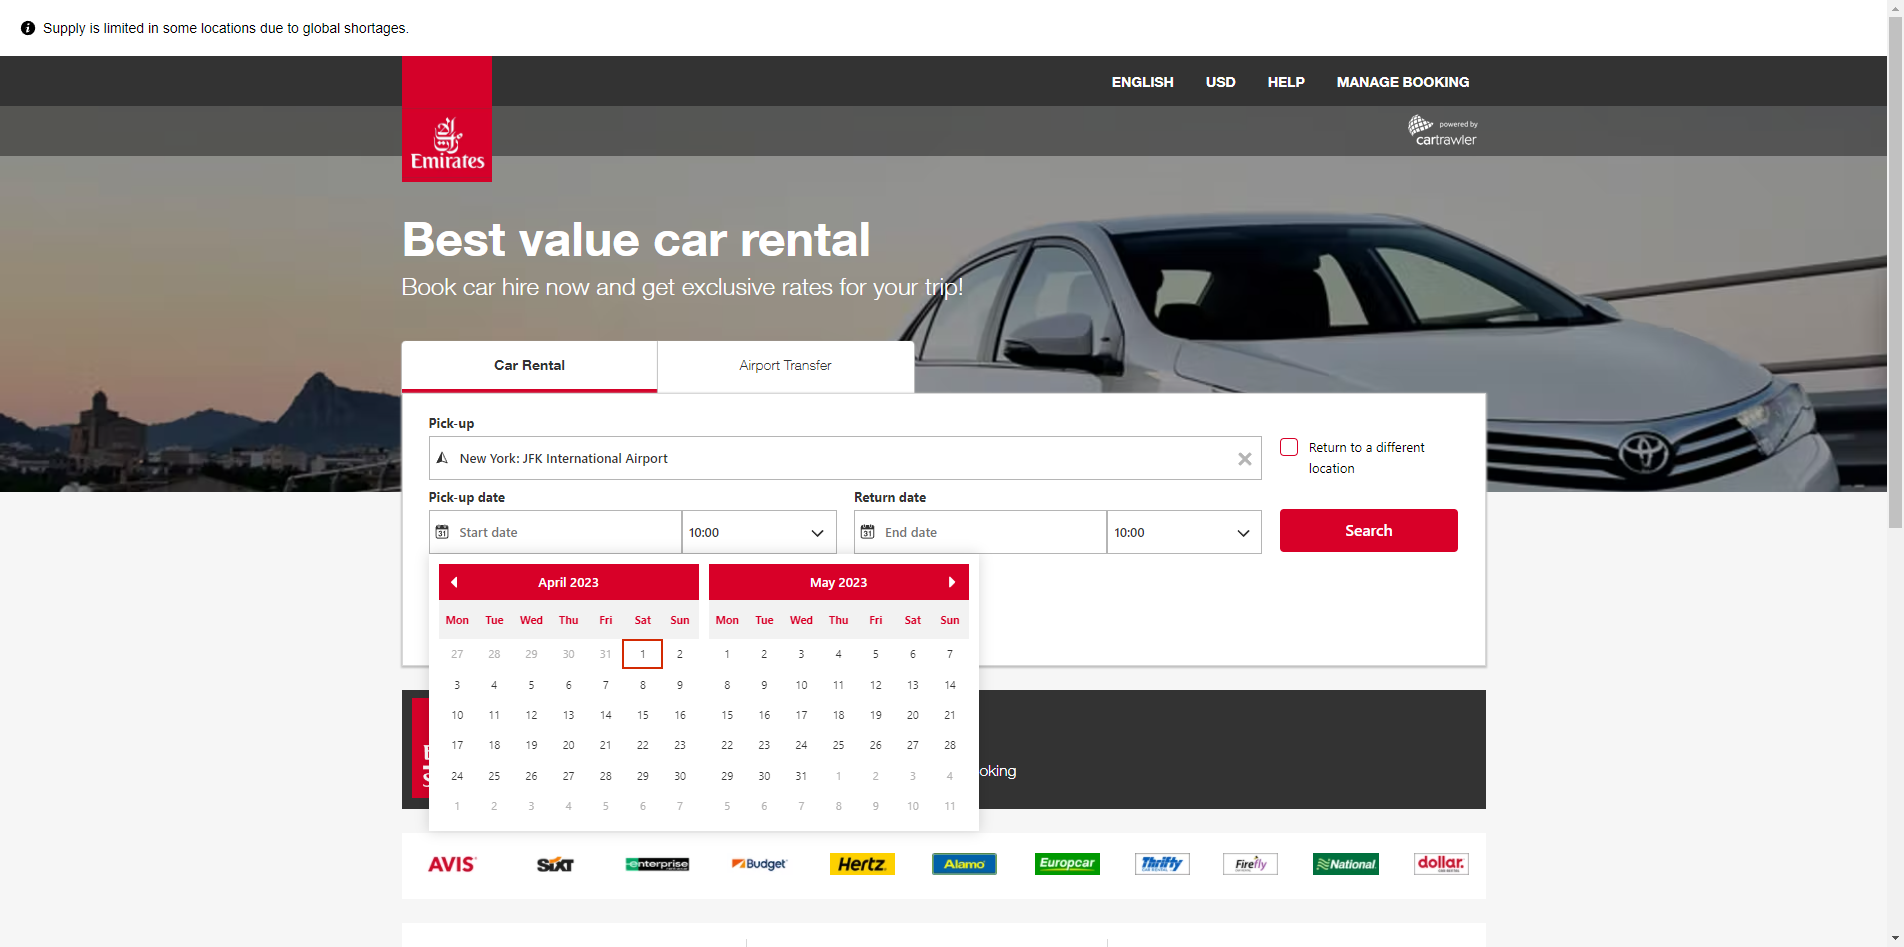 Supply is limited in some locations due to global shortages.
ENGLISH USD HELP MANAGE BOOKING
powered by
cartrawler
Emirates
Best value car rental
Book car hire now and get exclusive rates for your trip!
Car Rental Airport Transfer
Pick-up
New York: JFK International Airport
Return to a different
location
Pick-up date Return date
31 Start date 10:00 31 End date 10:00 Search
April 2023 May 2023
Mon Tue Wed Thu Fri Sat Sun Mon Tue Wed Thu Fri Sat Sun
27 28 29 30 31 1 2 1 2 3 4 5 6 7
3 4 5 6 7 8 9 8 9 10 11 12 13 14
10 11 12 13 14 15 16 15 16 17 18 19 20 21
17 18 19 20 21 22 23 22 23 24 25 26 27 28
24 25 26 27 28 29 30 29 30 31 1 2 3 4
oking
1 2 3 4 5 6 7 5 6 7 8 9 10 11
AVIS SIXT enterprise Budget Hertz Alamo Europcar Thrifty Firefly National dollar.